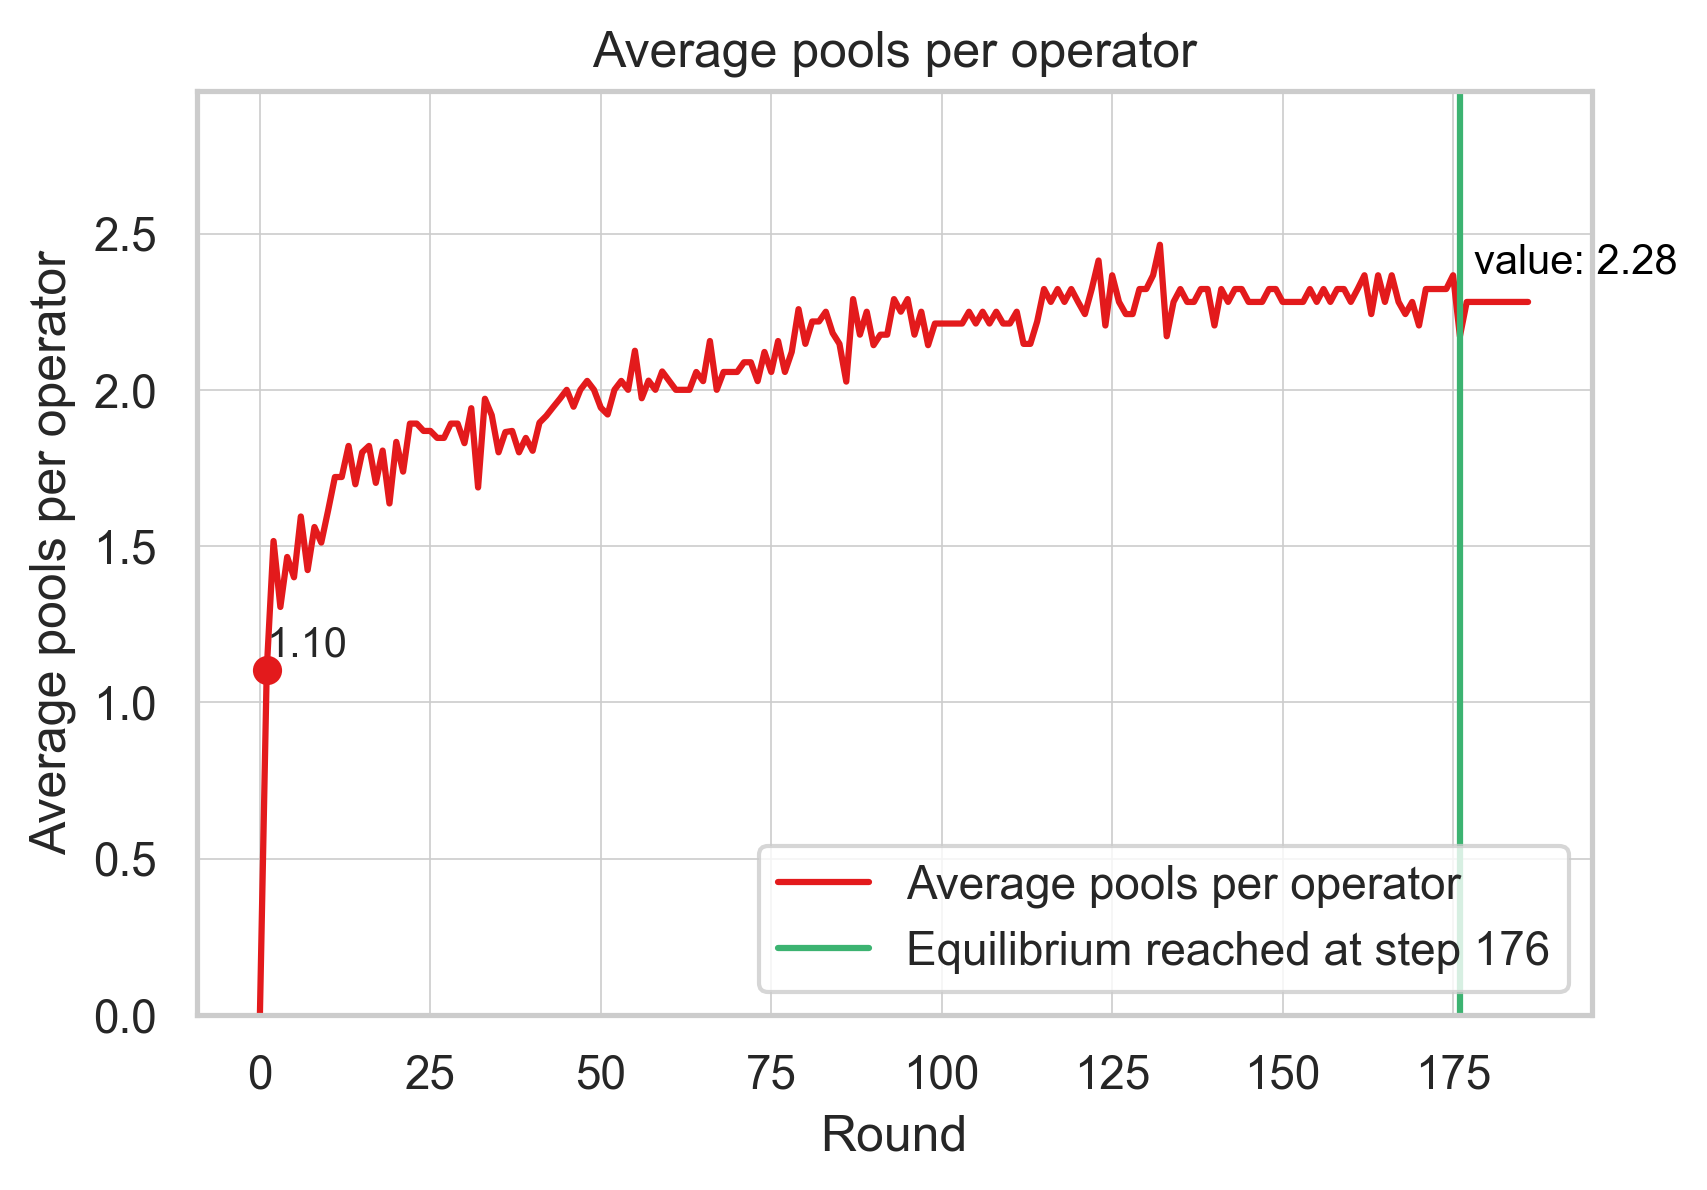 Average pools per operator
Average pools per operator
2.5
2.0
1.5
1.0
0.5
0.0
value: 2.28
1.10
Average pools per operator
Equilibrium reached at step 176
0 25 50 75 100 125 150 175
Round